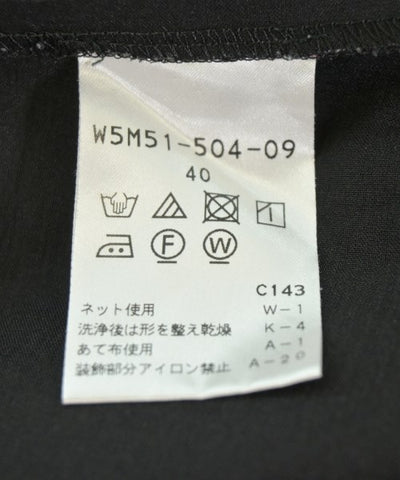 W5M51-504-09
40
F W
C143
ネット使用 W-1
洗浄後は形を整え乾燥 K-4
あて布使用 A-1
装飾部分アイロン禁止 A-20